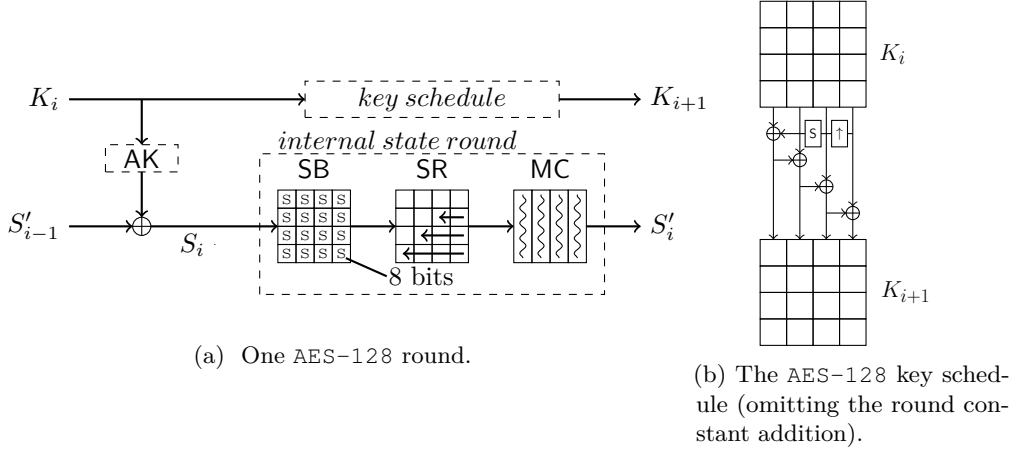 K_i
key schedule
K_{i+1}
K_i
internal state round
AK
SB
SR
MC
S S S S
S S S S
S S S S
S S S S
S'_{i-1}
S_i
S'_i
8 bits
S ↑
K_{i+1}
(a) One AES-128 round.
(b) The AES-128 key sched-
ule (omitting the round con-
stant addition).